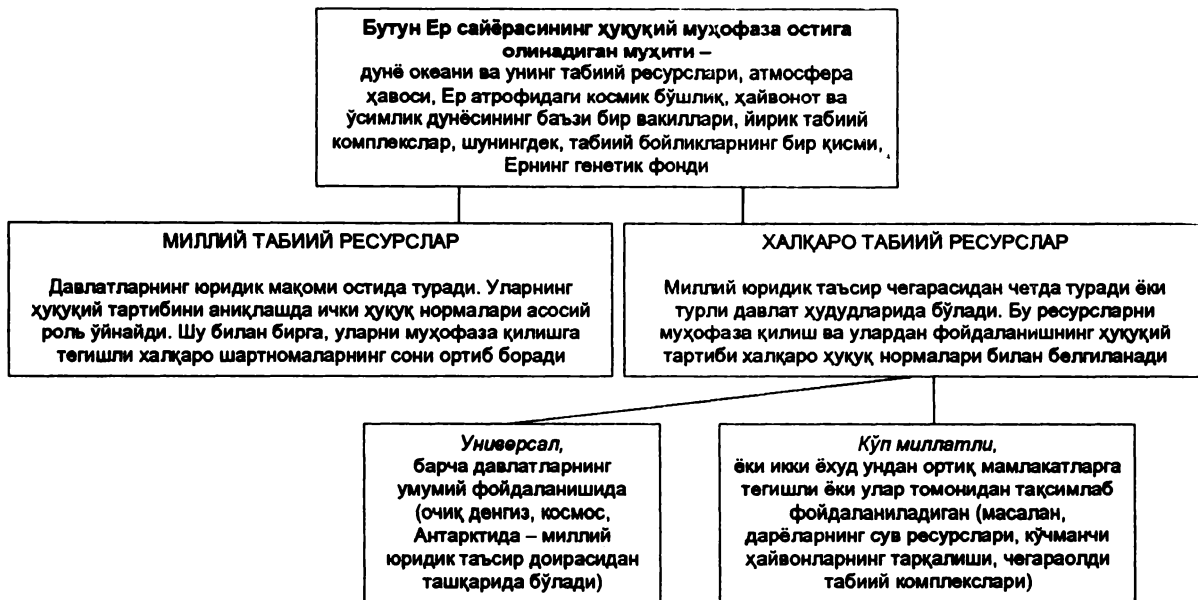 Бутун Ер сайёрасининг ҳуқуқий муҳофаза остига
олинадиган муҳити –
дунё океани ва унинг табиий ресурслари, атмосфера
ҳавоси, Ер атрофидаги космик бўшлиқ, ҳайвонот ва
ўсимлик дунёсининг баъзи бир вакиллари, йирик табиий
комплекслар, шунингдек, табиий бойликларнинг бир қисми,
Ернинг генетик фонди
МИЛЛИЙ ТАБИИЙ РЕСУРСЛАР
Давлатларнинг юридик мақоми остида туради. Уларнинг
ҳуқуқий тартибини аниқлашда ички ҳуқуқ нормалари асосий
роль ўйнайди. Шу билан бирга, уларни муҳофаза қилишга
тегишли халқаро шартномаларнинг сони ортиб боради
ХАЛҚАРО ТАБИИЙ РЕСУРСЛАР
Миллий юридик таъсир чегарасидан четда туради ёки
турли давлат ҳудудларида бўлади. Бу ресурсларни
муҳофаза қилиш ва улардан фойдаланишнинг ҳуқуқий
тартиби халқаро ҳуқуқ нормалари билан белгиланади
Универсал,
барча давлатларнинг
умумий фойдаланишида
(очиқ денгиз, космос,
Антарктида – миллий
юридик таъсир доирасидан
ташқарида бўлади)
Кўп миллатли,
ёки икки ёхуд ундан ортиқ мамлакатларга
тегишли ёки улар томонидан тақсимлаб
фойдаланиладиган (масалан,
дарёларнинг сув ресурслари, кўчманчи
ҳайвонларнинг тарқалиши, чегараолди
табиий комплекслари)